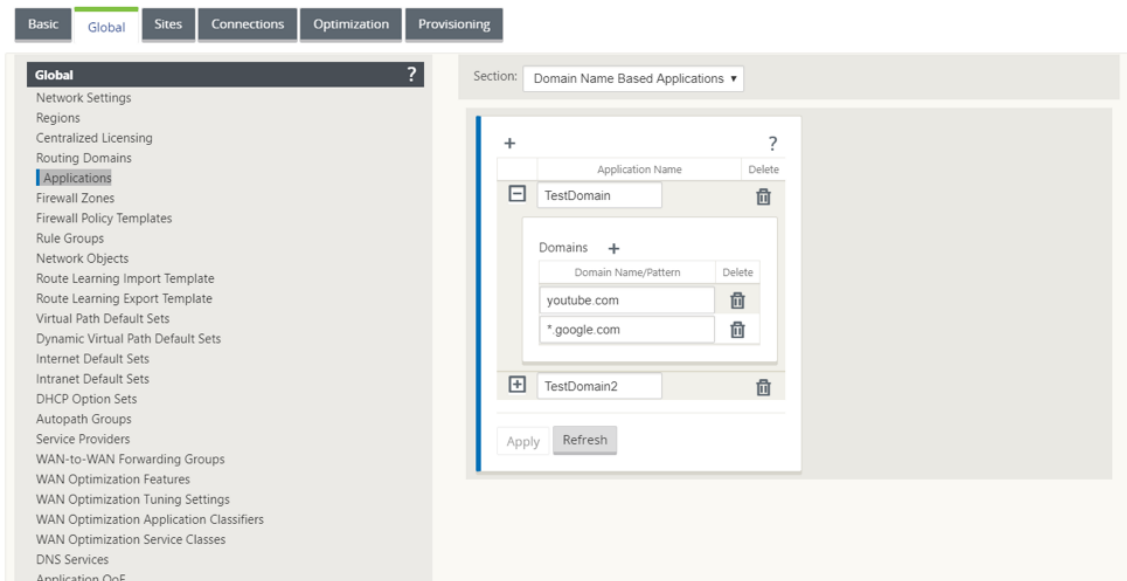 Basic Global Sites Connections Optimization Provisioning
Global ?
Network Settings
Regions
Centralized Licensing
Routing Domains
Applications
Firewall Zones
Firewall Policy Templates
Rule Groups
Network Objects
Route Learning Import Template
Route Learning Export Template
Virtual Path Default Sets
Dynamic Virtual Path Default Sets
Internet Default Sets
Intranet Default Sets
DHCP Option Sets
Autopath Groups
Service Providers
WAN-to-WAN Forwarding Groups
WAN Optimization Features
WAN Optimization Tuning Settings
WAN Optimization Application Classifiers
WAN Optimization Service Classes
DNS Services
Application QoE
Section: Domain Name Based Applications ▼
+ ?
Application Name Delete
TestDomain
Domains +
Domain Name/Pattern Delete
youtube.com
*.google.com
TestDomain2
Apply Refresh